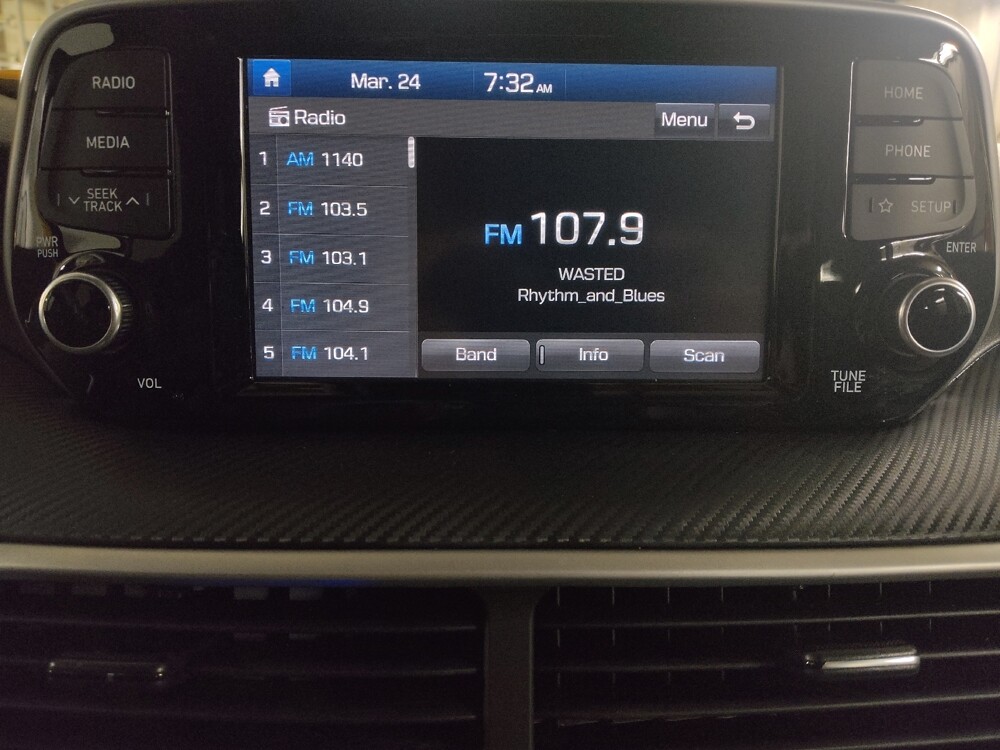 RADIO
MEDIA
SEEK
TRACK
PWR
PUSH
VOL
Mar. 24 7:32 AM
Radio
Menu
1 AM 1140
2 FM 103.5
3 FM 103.1
4 FM 104.9
5 FM 104.1
FM 107.9
WASTED
Rhythm_and_Blues
Band Info Scan
HOME
PHONE
SETUP
ENTER
TUNE
FILE